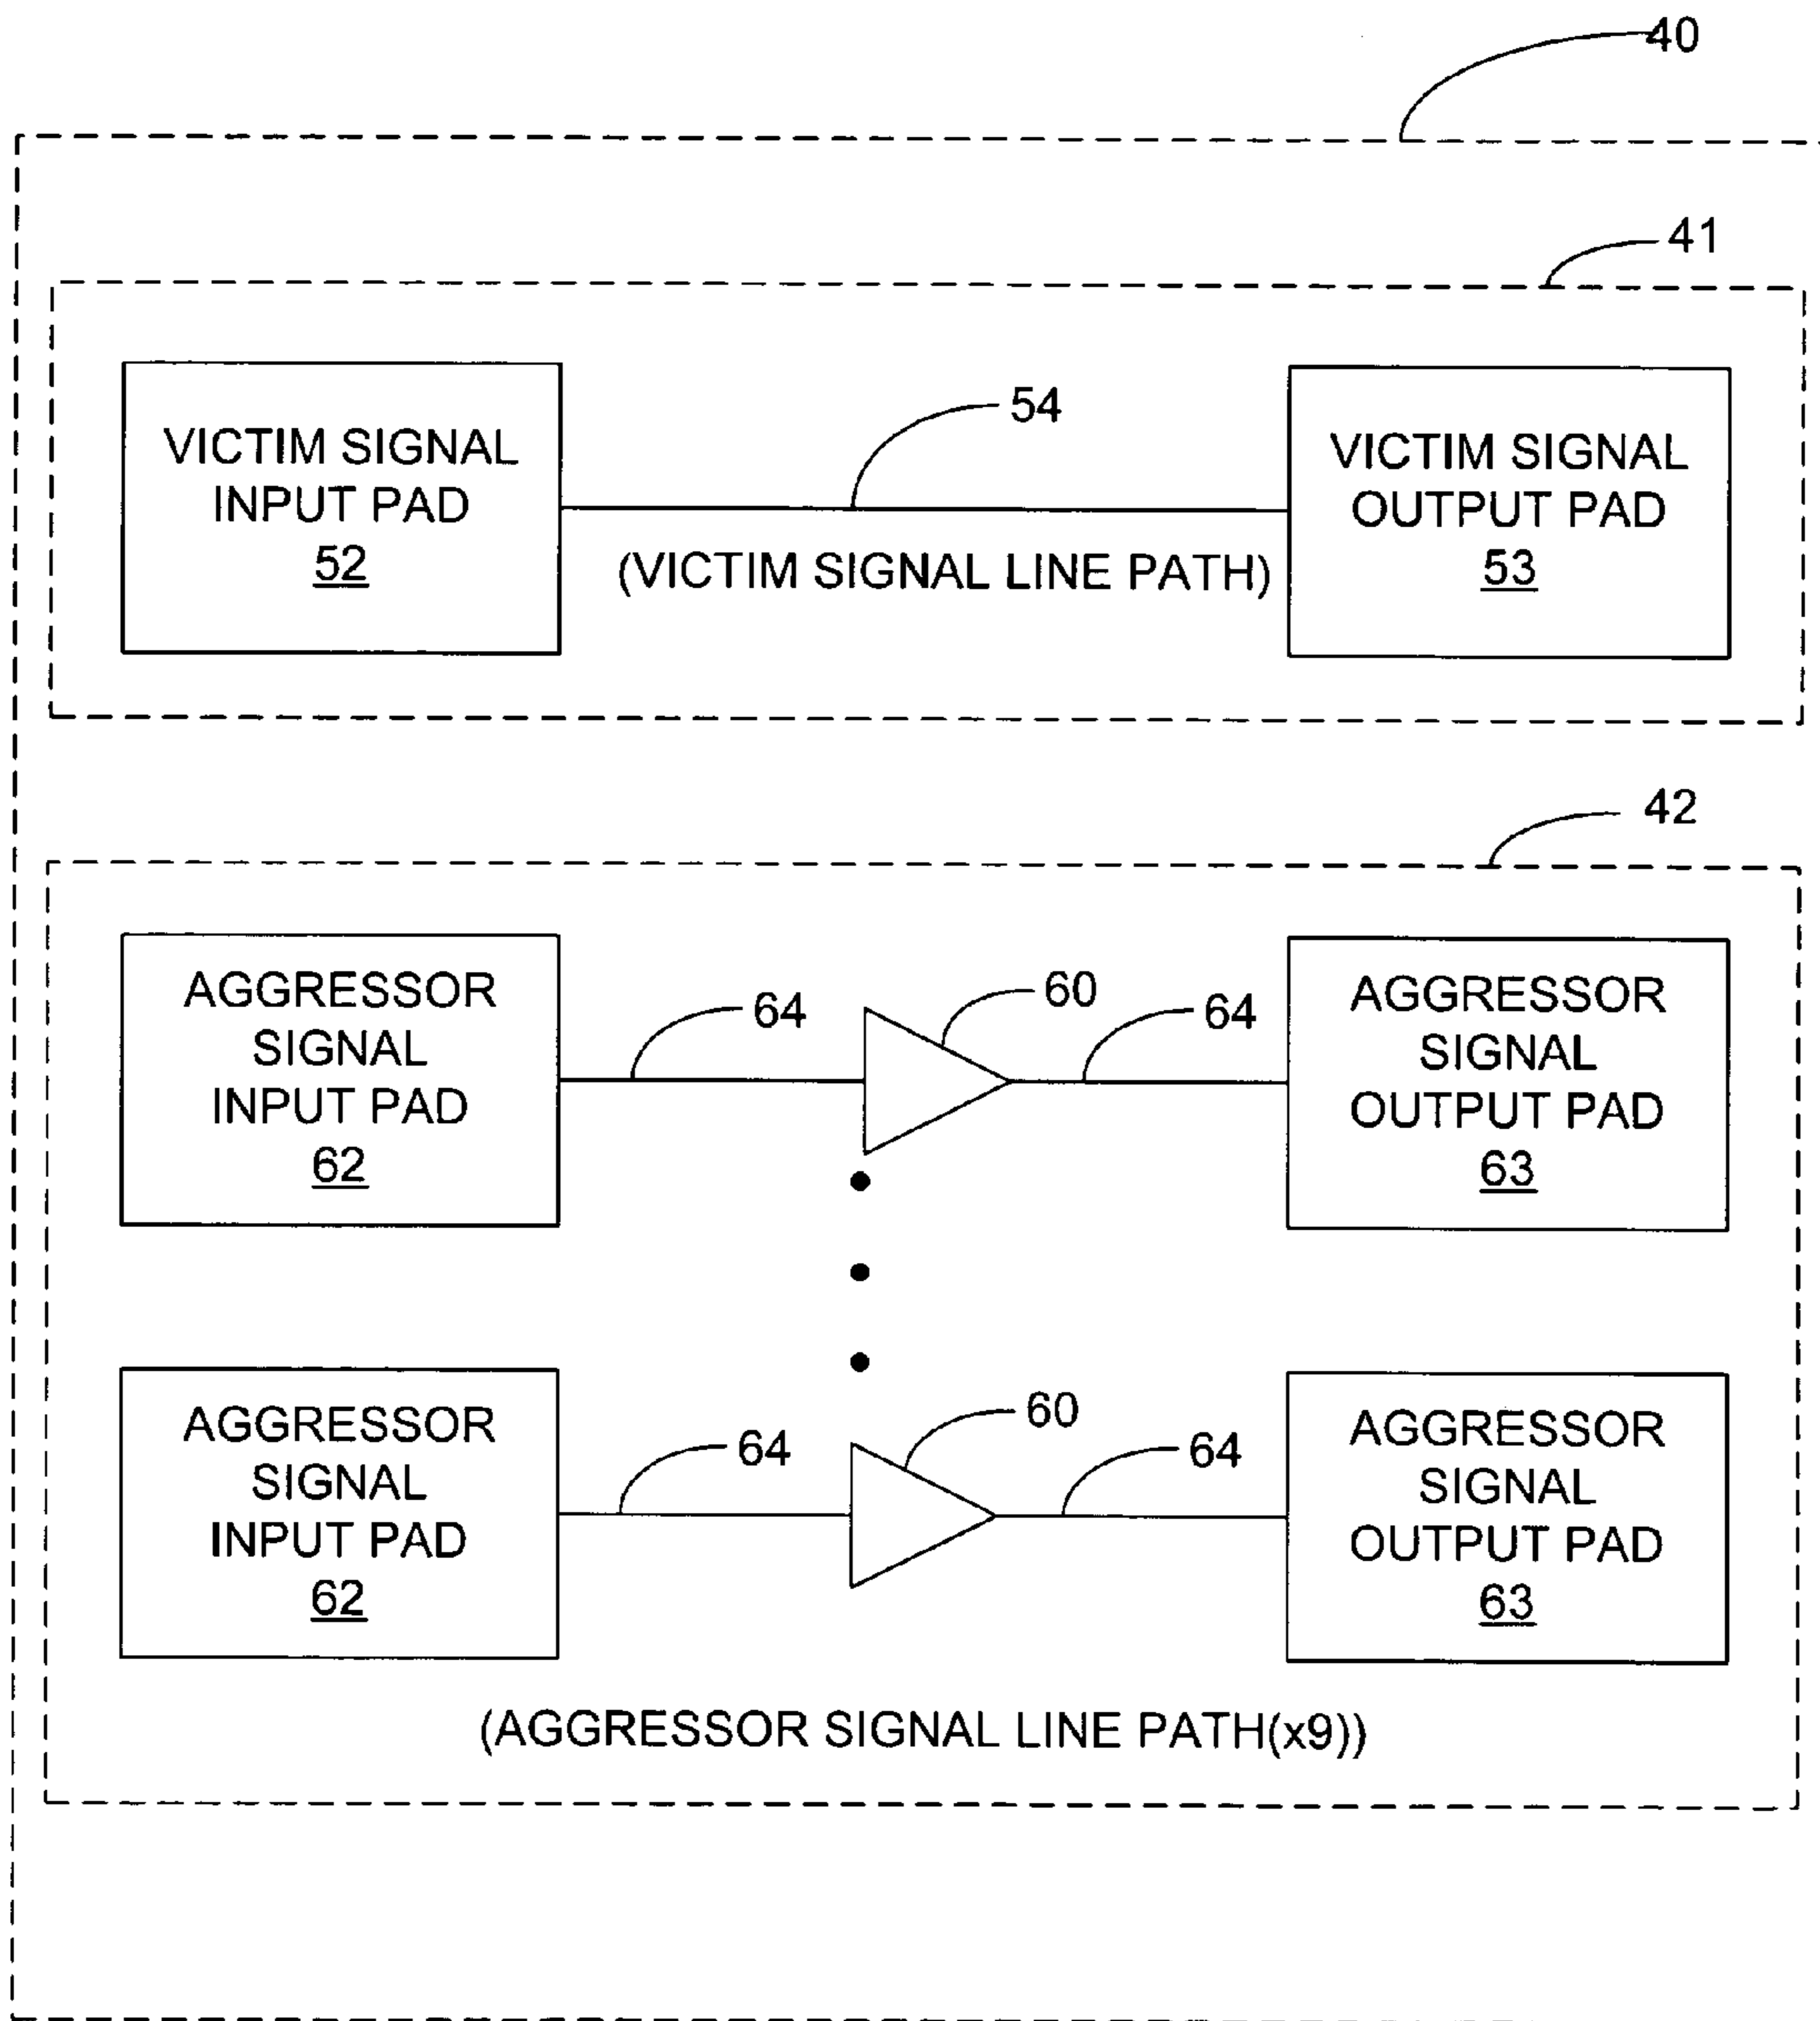 40
41
54
VICTIM SIGNAL
INPUT PAD
52
(VICTIM SIGNAL LINE PATH)
VICTIM SIGNAL
OUTPUT PAD
53
42
AGGRESSOR
SIGNAL
INPUT PAD
62
64
60
64
AGGRESSOR
SIGNAL
OUTPUT PAD
63
AGGRESSOR
SIGNAL
INPUT PAD
62
64
60
64
AGGRESSOR
SIGNAL
OUTPUT PAD
63
(AGGRESSOR SIGNAL LINE PATH(x9))